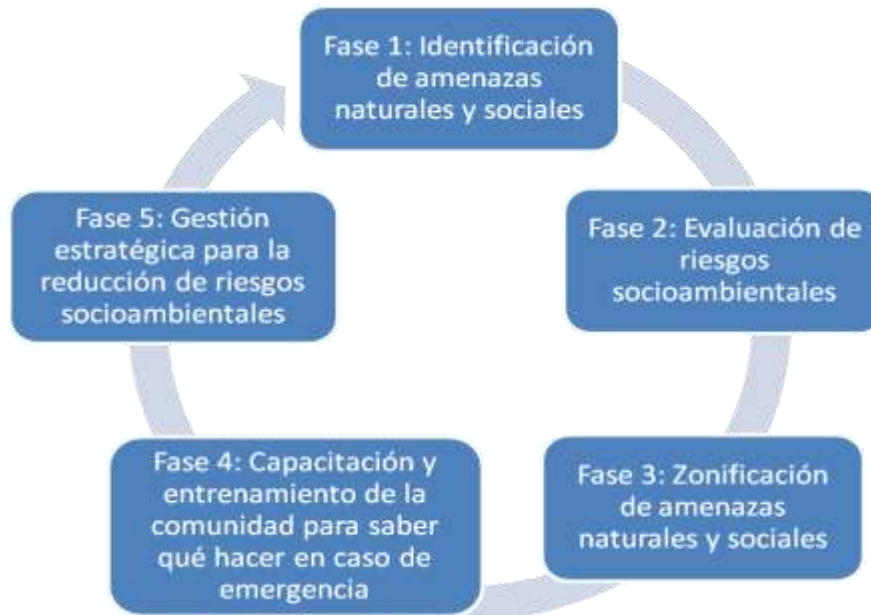 Fase 1: Identificación
de amenazas
naturales y sociales
Fase 2: Evaluación de
riesgos
socioambientales
Fase 3: Zonificación
de amenazas
naturales y sociales
Fase 4: Capacitación y
entrenamiento de la
comunidad para saber
qué hacer en caso de
emergencia
Fase 5: Gestión
estratégica para la
reducción de riesgos
socioambientales